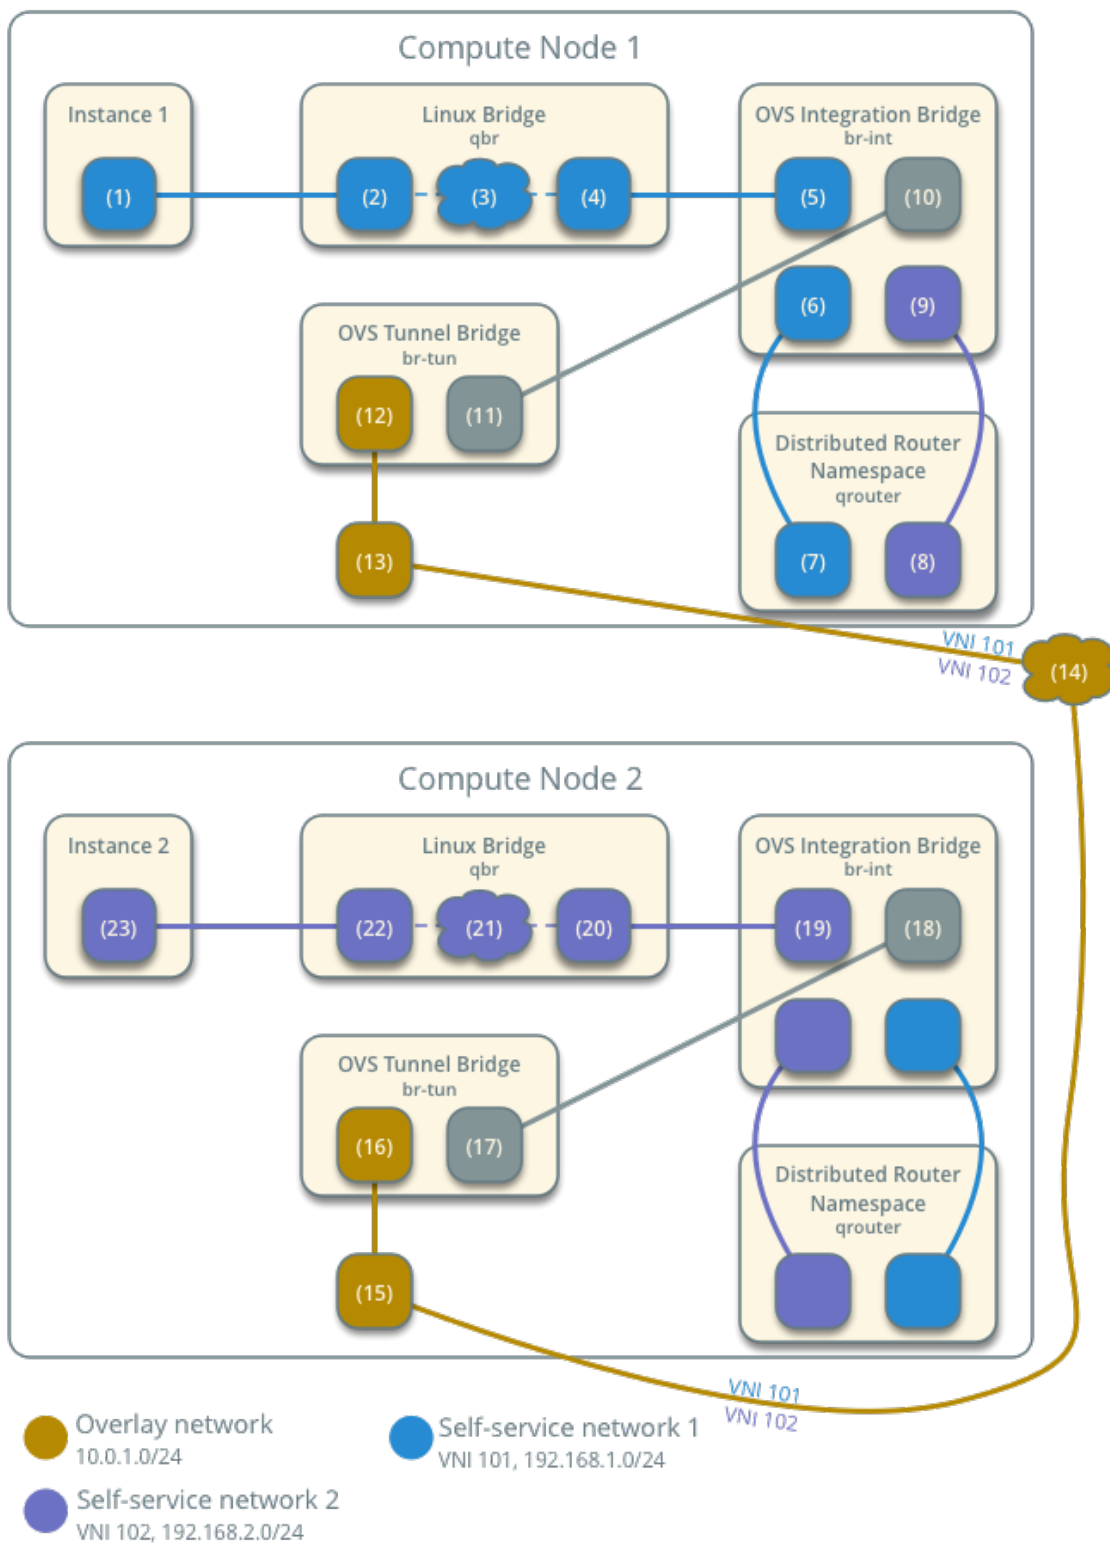 Compute Node 1
Instance 1
Linux Bridge
qbr
OVS Integration Bridge
br-int
(1)
(2)
(3)
(4)
(5)
(10)
(6)
(9)
OVS Tunnel Bridge
br-tun
(12)
(11)
Distributed Router
Namespace
qrouter
(13)
(7)
(8)
VNI 101
VNI 102
(14)
Compute Node 2
Instance 2
Linux Bridge
qbr
OVS Integration Bridge
br-int
(23)
(22)
(21)
(20)
(19)
(18)
OVS Tunnel Bridge
br-tun
(16)
(17)
Distributed Router
Namespace
qrouter
(15)
VNI 101
VNI 102
Overlay network
10.0.1.0/24
Self-service network 1
VNI 101, 192.168.1.0/24
Self-service network 2
VNI 102, 192.168.2.0/24